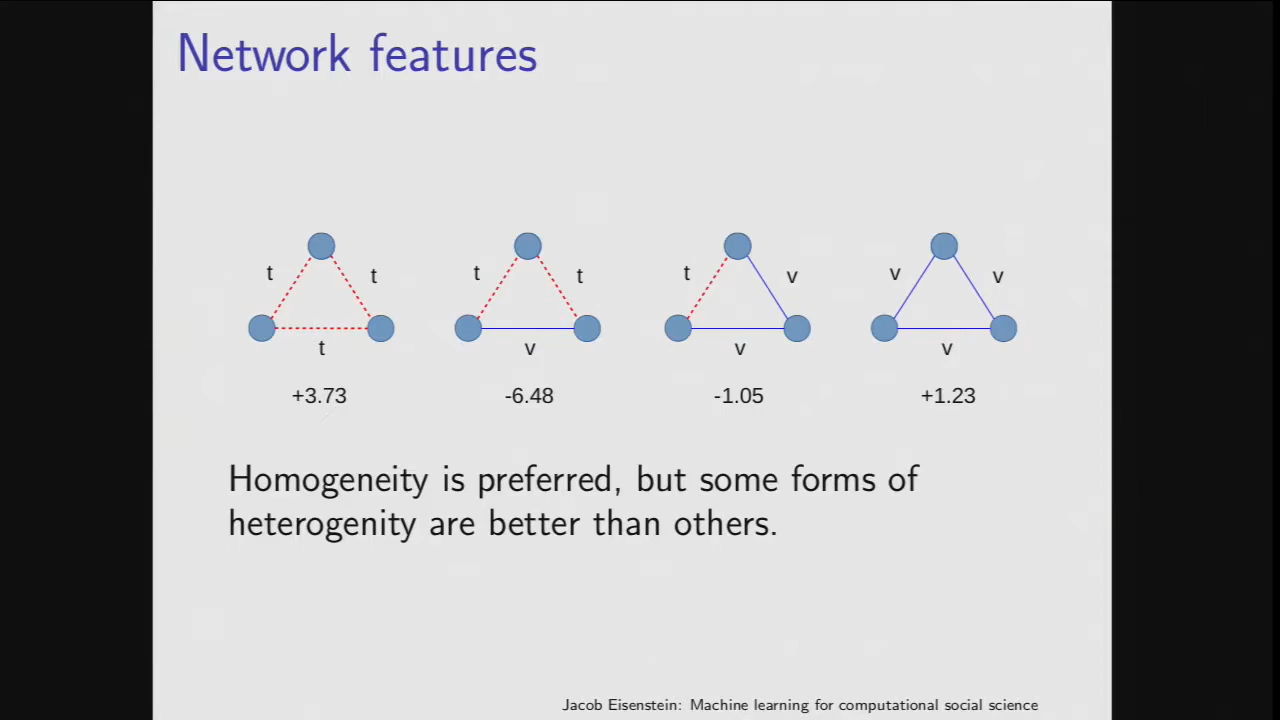 Network features
t t t t t v v v
t v v v
+3.73 -6.48 -1.05 +1.23
Homogeneity is preferred, but some forms of
heterogenity are better than others.
Jacob Eisenstein: Machine learning for computational social science